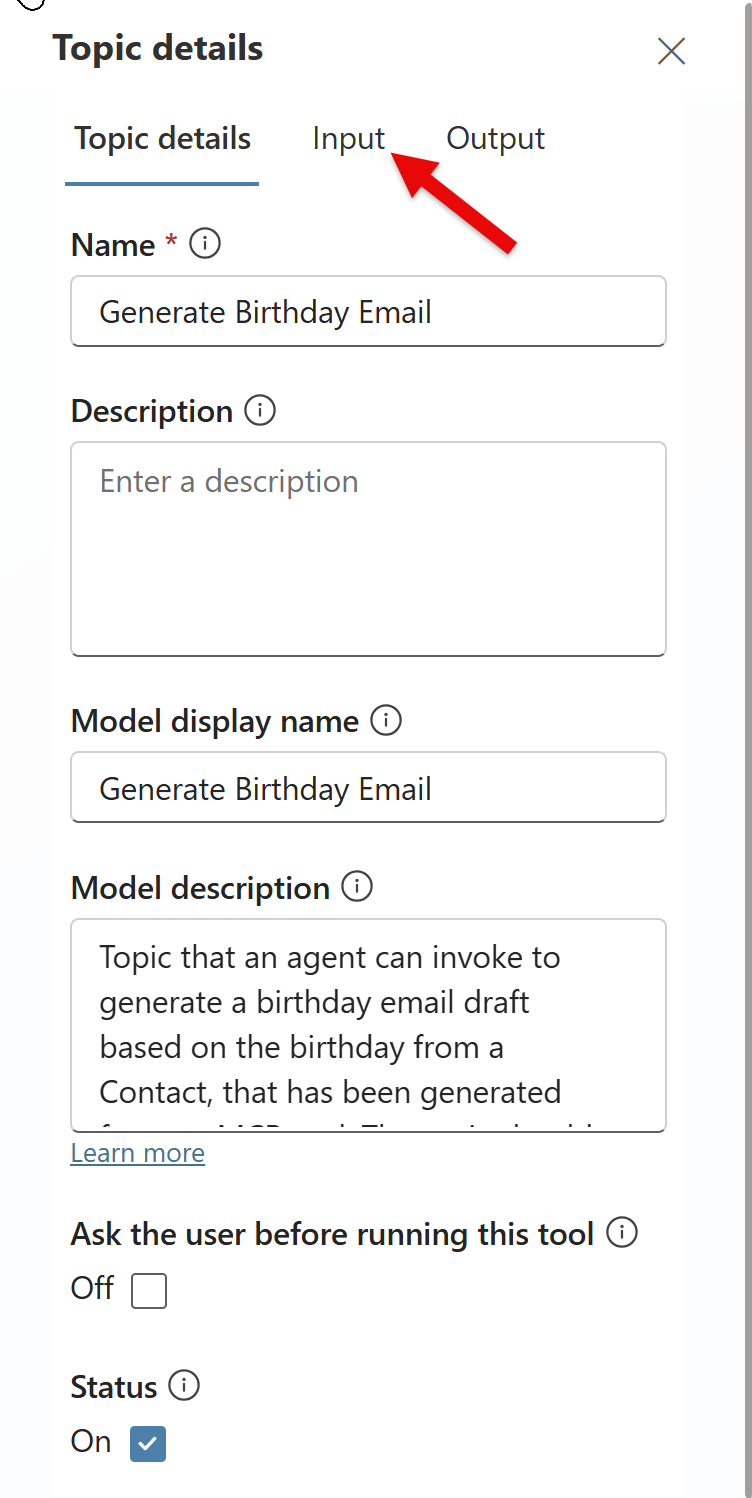 Topic details
Topic details Input Output
Name *
Generate Birthday Email
Description
Enter a description
Model display name
Generate Birthday Email
Model description
Topic that an agent can invoke to
generate a birthday email draft
based on the birthday from a
Contact, that has been generated
Learn more
Ask the user before running this tool
Off
Status
On